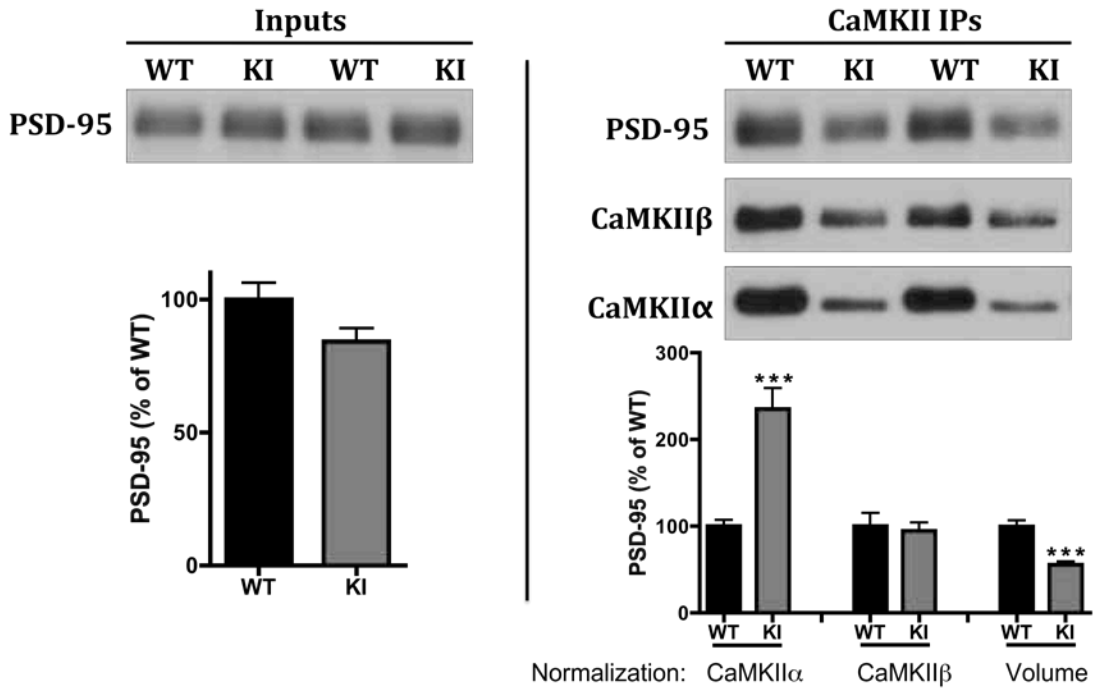 Inputs
WT KI WT KI
PSD-95
PSD-95 (% of WT)
100
50
0
WT KI
CaMKII IPs
WT KI WT KI
PSD-95
CaMKIIβ
CaMKIIα
PSD-95 (% of WT)
300
200
100
0
***
***
WT KI WT KI WT KI
Normalization: CaMKIIα CaMKIIβ Volume